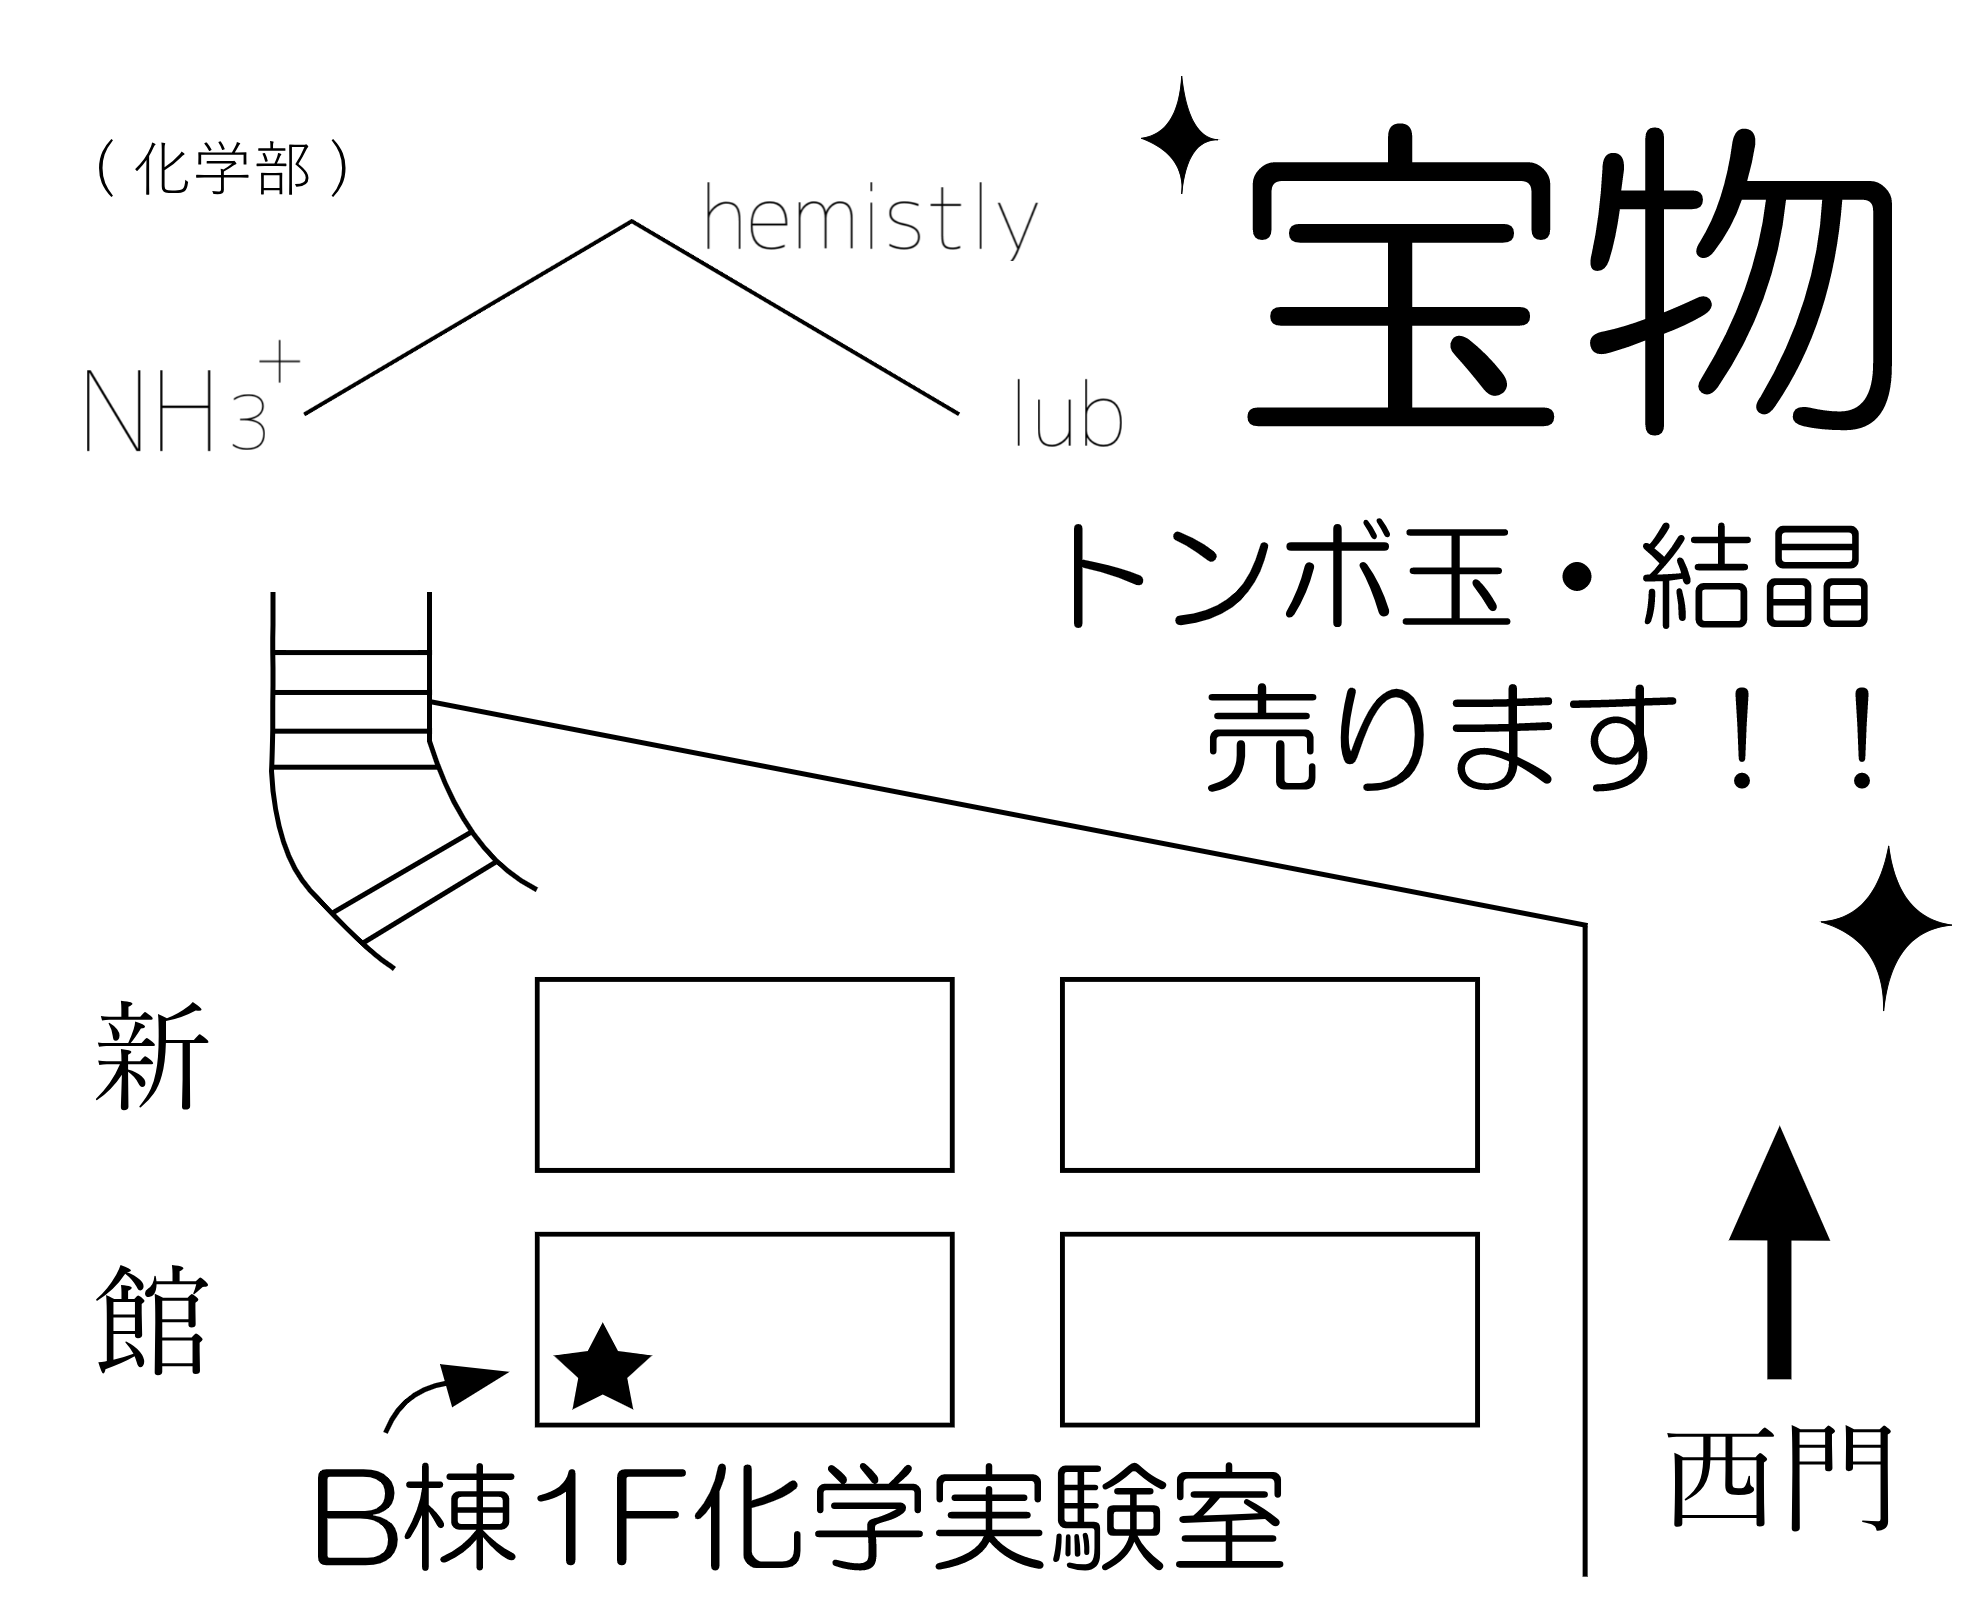 （化学部）
hemistly
NH3+
lub
宝物
トンボ玉・結晶
売ります！！
新
館
B棟1F化学実験室
西門